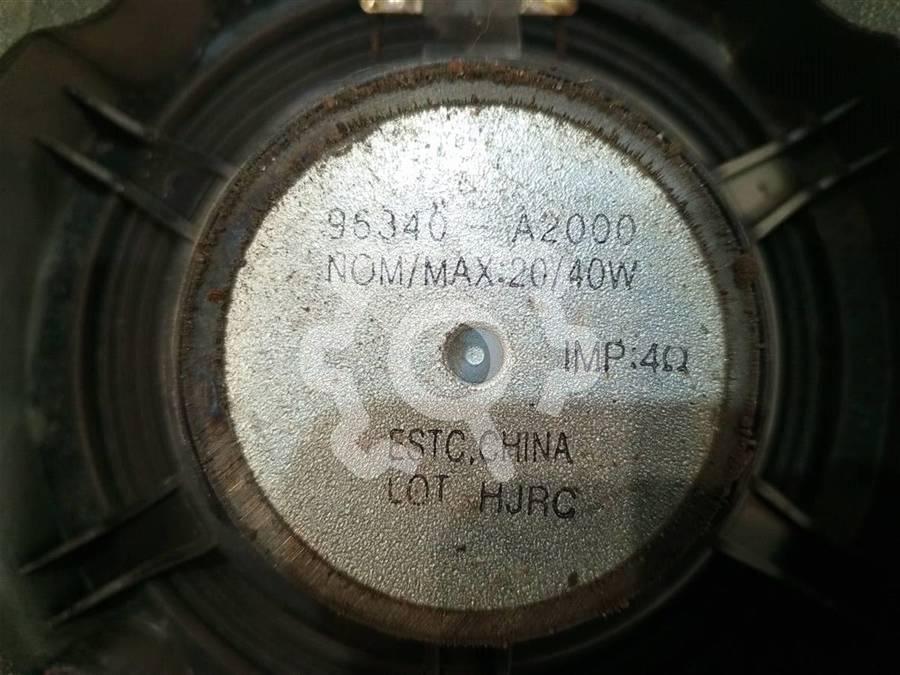 96340 - A2000
NOM/MAX:20/40W
IMP:4Ω
ESTC.CHINA
LOT HJRC